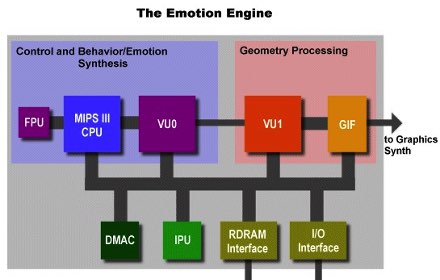 The Emotion Engine
Control and Behavior/Emotion
Synthesis
Geometry Processing
FPU
MIPS III
CPU
VU0
VU1
GIF
to Graphics
Synth
DMAC
IPU
RDRAM
Interface
I/O
Interface